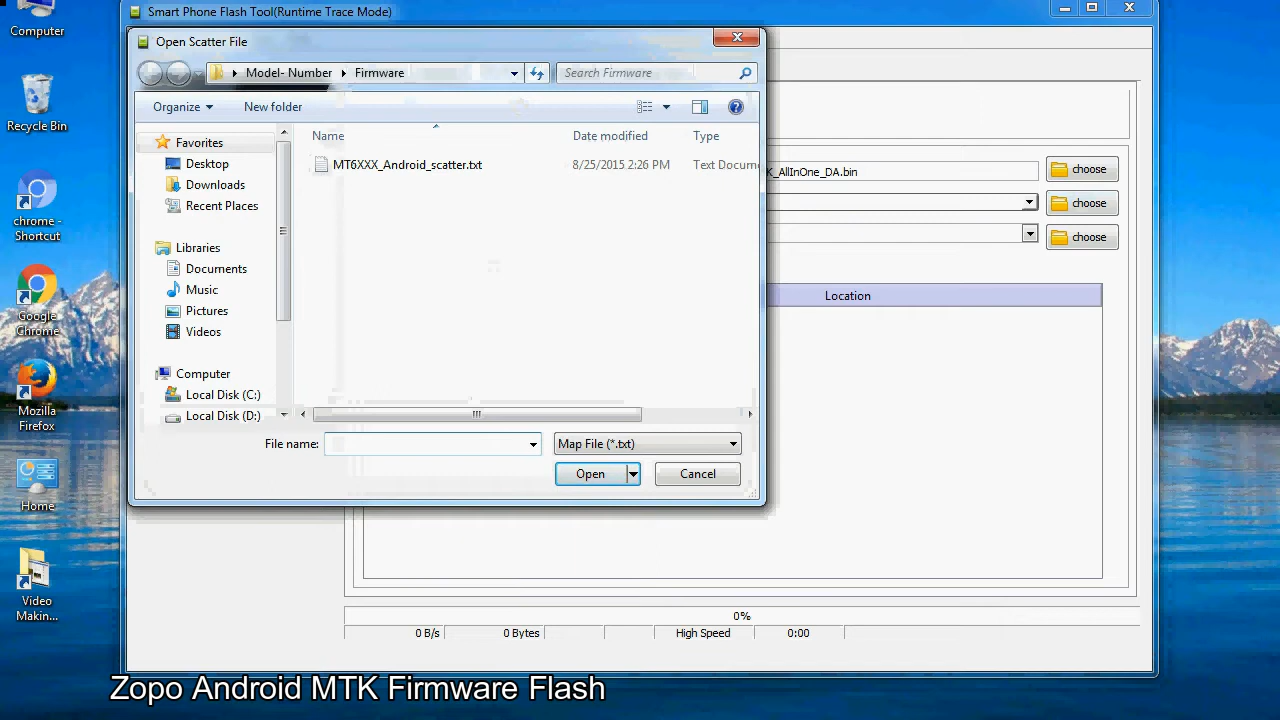 Smart Phone Flash Tool(Runtime Trace Mode)
Computer
Recycle Bin
chrome -
Shortcut
Google
Chrome
Mozilla
Firefox
Home
Video
Makin...
Open Scatter File
Model- Number
Firmware
Search Firmware
Organize
New folder
Favorites
Desktop
Downloads
Recent Places
Libraries
Documents
Music
Pictures
Videos
Computer
Local Disk (C:)
Local Disk (D:)
Name
Date modified
Type
MT6XXX_Android_scatter.txt
8/25/2015 2:26 PM
Text Docum
File name:
Map File (*.txt)
Open
Cancel
K_AllInOne_DA.bin
choose
choose
choose
Location
0%
0 B/s
0 Bytes
High Speed
0:00
Zopo Android MTK Firmware Flash